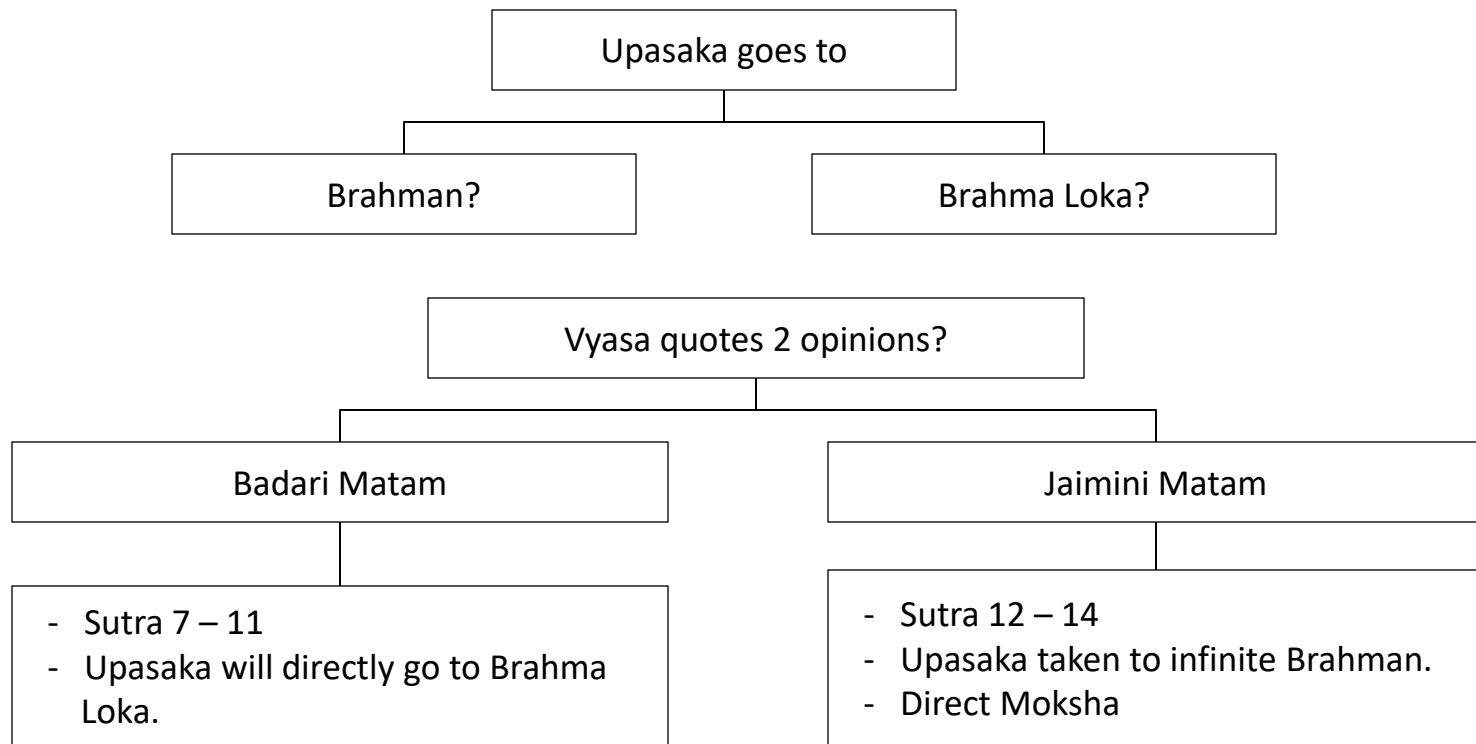 Upasaka goes to
Brahman?
Brahma Loka?
Vyasa quotes 2 opinions?
Badari Matam
Jaimini Matam
- Sutra 7 – 11
- Upasaka will directly go to Brahma
Loka.
- Sutra 12 – 14
- Upasaka taken to infinite Brahman.
- Direct Moksha